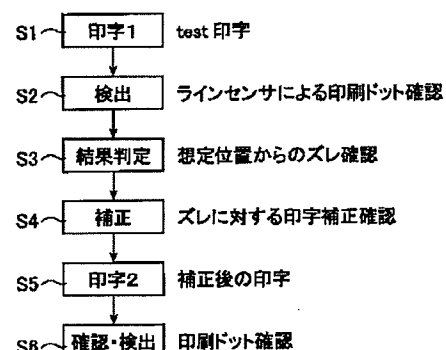 S1 印字1 test 印字
S2 検出 ラインセンサによる印刷ドット確認
S3 結果判定 想定位置からのズレ確認
S4 補正 ズレに対する印字補正確認
S5 印字2 補正後の印字
S6 確認・検出 印刷ドット確認